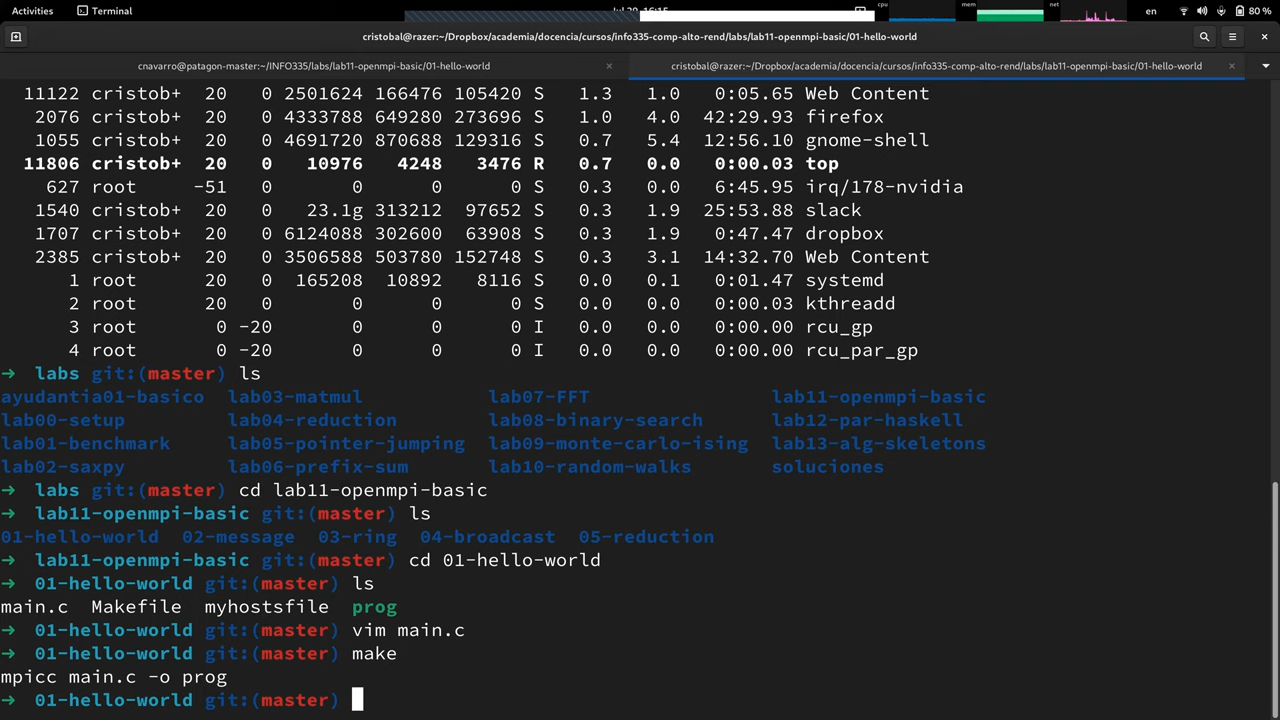 Activities Terminal
cpu mem net en 80 %
cristobal@razer:~/Dropbox/academia/docencia/cursos/info335-comp-alto-rend/labs/lab11-openmpi-basic/01-hello-world
cnavarro@patagon-master:~/INFO335/labs/lab11-openmpi-basic/01-hello-world × cristobal@razer:~/Dropbox/academia/docencia/cursos/info335-comp-alto-rend/labs/lab11-openmpi-basic/01-hello-world ×
11122 cristob+ 20 0 2501624 166476 105420 S 1.3 1.0 0:05.65 Web Content
2076 cristob+ 20 0 4333788 649280 273696 S 1.0 4.0 42:29.93 firefox
1055 cristob+ 20 0 4691720 870688 129316 S 0.7 5.4 12:56.10 gnome-shell
11806 cristob+ 20 0 10976 4248 3476 R 0.7 0.0 0:00.03 top
627 root -51 0 0 0 0 S 0.3 0.0 6:45.95 irq/178-nvidia
1540 cristob+ 20 0 23.1g 313212 97652 S 0.3 1.9 25:53.88 slack
1707 cristob+ 20 0 6124088 302600 63908 S 0.3 1.9 0:47.47 dropbox
2385 cristob+ 20 0 3506588 503780 152748 S 0.3 3.1 14:32.70 Web Content
1 root 20 0 165208 10892 8116 S 0.0 0.1 0:01.47 systemd
2 root 20 0 0 0 0 S 0.0 0.0 0:00.03 kthreadd
3 root 0 -20 0 0 0 I 0.0 0.0 0:00.00 rcu_gp
4 root 0 -20 0 0 0 I 0.0 0.0 0:00.00 rcu_par_gp
→ labs git:(master) ls
ayudantia01-basico lab03-matmul lab07-FFT lab11-openmpi-basic
lab00-setup lab04-reduction lab08-binary-search lab12-par-haskell
lab01-benchmark lab05-pointer-jumping lab09-monte-carlo-ising lab13-alg-skeletons
lab02-saxpy lab06-prefix-sum lab10-random-walks soluciones
→ labs git:(master) cd lab11-openmpi-basic
→ lab11-openmpi-basic git:(master) ls
01-hello-world 02-message 03-ring 04-broadcast 05-reduction
→ lab11-openmpi-basic git:(master) cd 01-hello-world
→ 01-hello-world git:(master) ls
main.c Makefile myhostsfile prog
→ 01-hello-world git:(master) vim main.c
→ 01-hello-world git:(master) make
mpicc main.c -o prog
→ 01-hello-world git:(master)